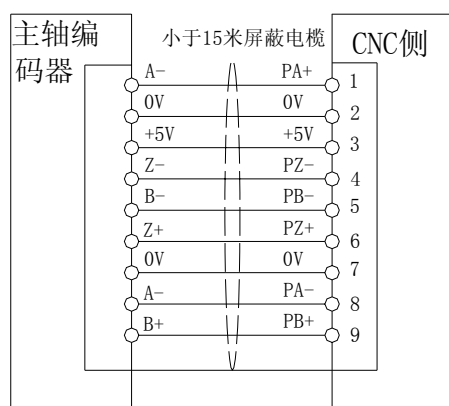 主轴编
码器
小于15米屏蔽电缆
CNC侧
A- PA+ 1
0V 0V 2
+5V +5V 3
Z- PZ- 4
B- PB- 5
Z+ PZ+ 6
0V 0V 7
A- PA- 8
B+ PB+ 9